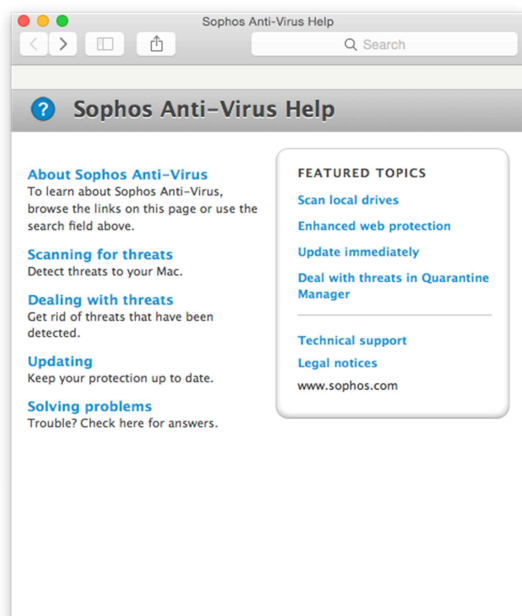 Sophos Anti-Virus Help
Search
? Sophos Anti-Virus Help
About Sophos Anti-Virus
To learn about Sophos Anti-Virus,
browse the links on this page or use the
search field above.
Scanning for threats
Detect threats to your Mac.
Dealing with threats
Get rid of threats that have been
detected.
Updating
Keep your protection up to date.
Solving problems
Trouble? Check here for answers.
FEATURED TOPICS
Scan local drives
Enhanced web protection
Update immediately
Deal with threats in Quarantine
Manager
Technical support
Legal notices
www.sophos.com